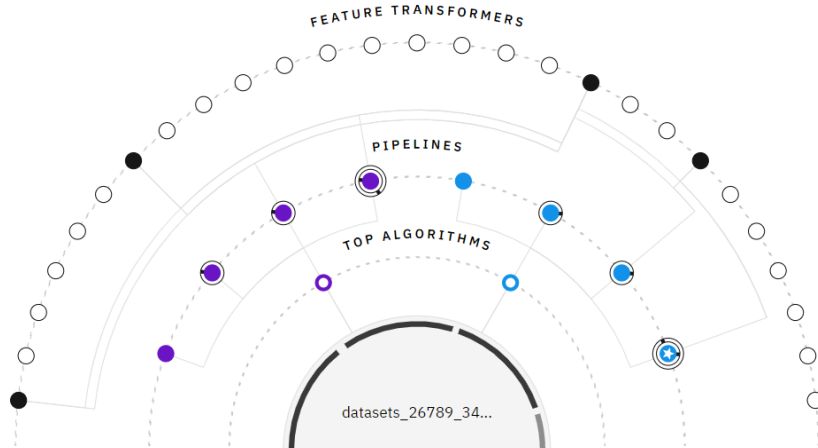 FEATURE TRANSFORMERS
PIPELINES
TOP ALGORITHMS
datasets_26789_34...